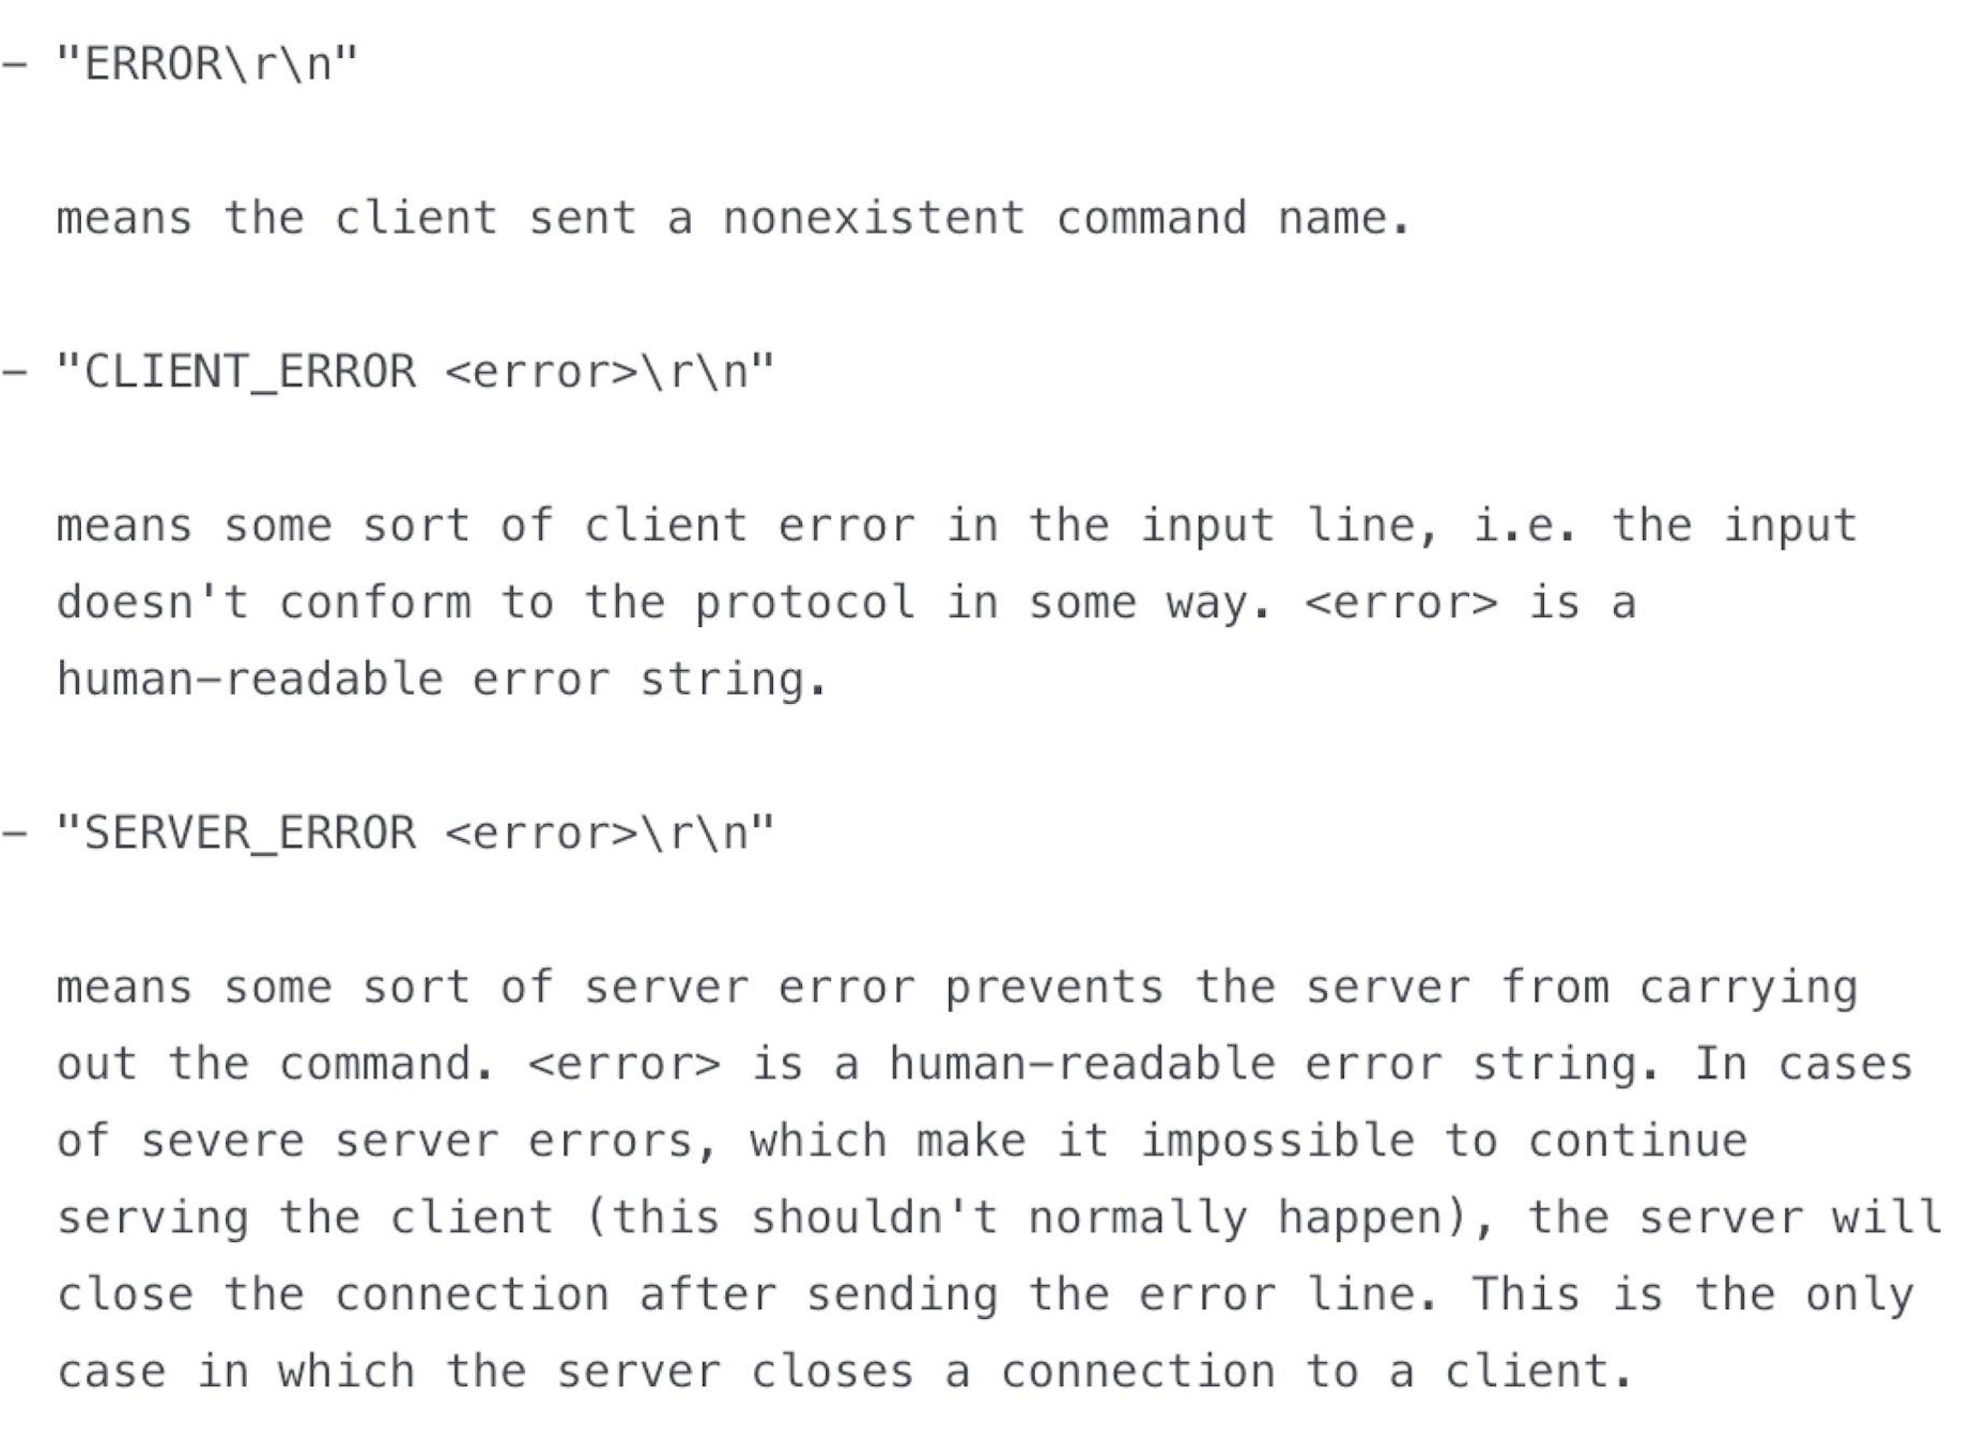 – "ERROR\r\n"
means the client sent a nonexistent command name.
– "CLIENT_ERROR <error>\r\n"
means some sort of client error in the input line, i.e. the input
doesn't conform to the protocol in some way. <error> is a
human–readable error string.
– "SERVER_ERROR <error>\r\n"
means some sort of server error prevents the server from carrying
out the command. <error> is a human–readable error string. In cases
of severe server errors, which make it impossible to continue
serving the client (this shouldn't normally happen), the server will
close the connection after sending the error line. This is the only
case in which the server closes a connection to a client.